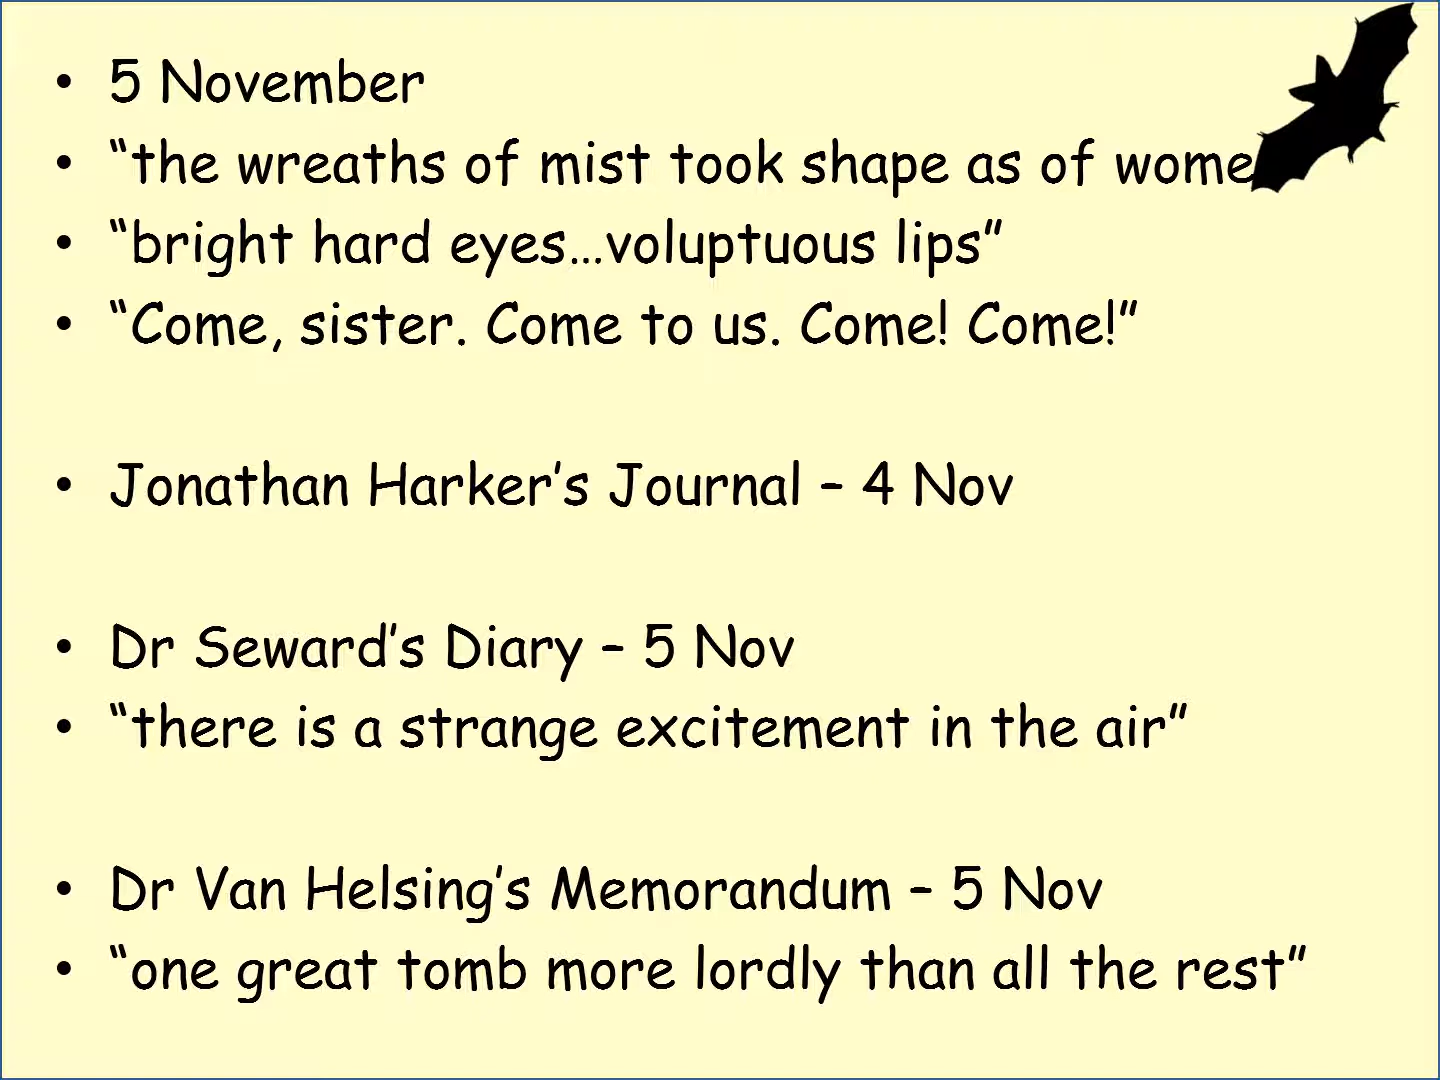 • 5 November
• “the wreaths of mist took shape as of wome
• “bright hard eyes…voluptuous lips”
• “Come, sister. Come to us. Come! Come!”
• Jonathan Harker’s Journal – 4 Nov
• Dr Seward’s Diary – 5 Nov
• “there is a strange excitement in the air”
• Dr Van Helsing’s Memorandum – 5 Nov
• “one great tomb more lordly than all the rest”